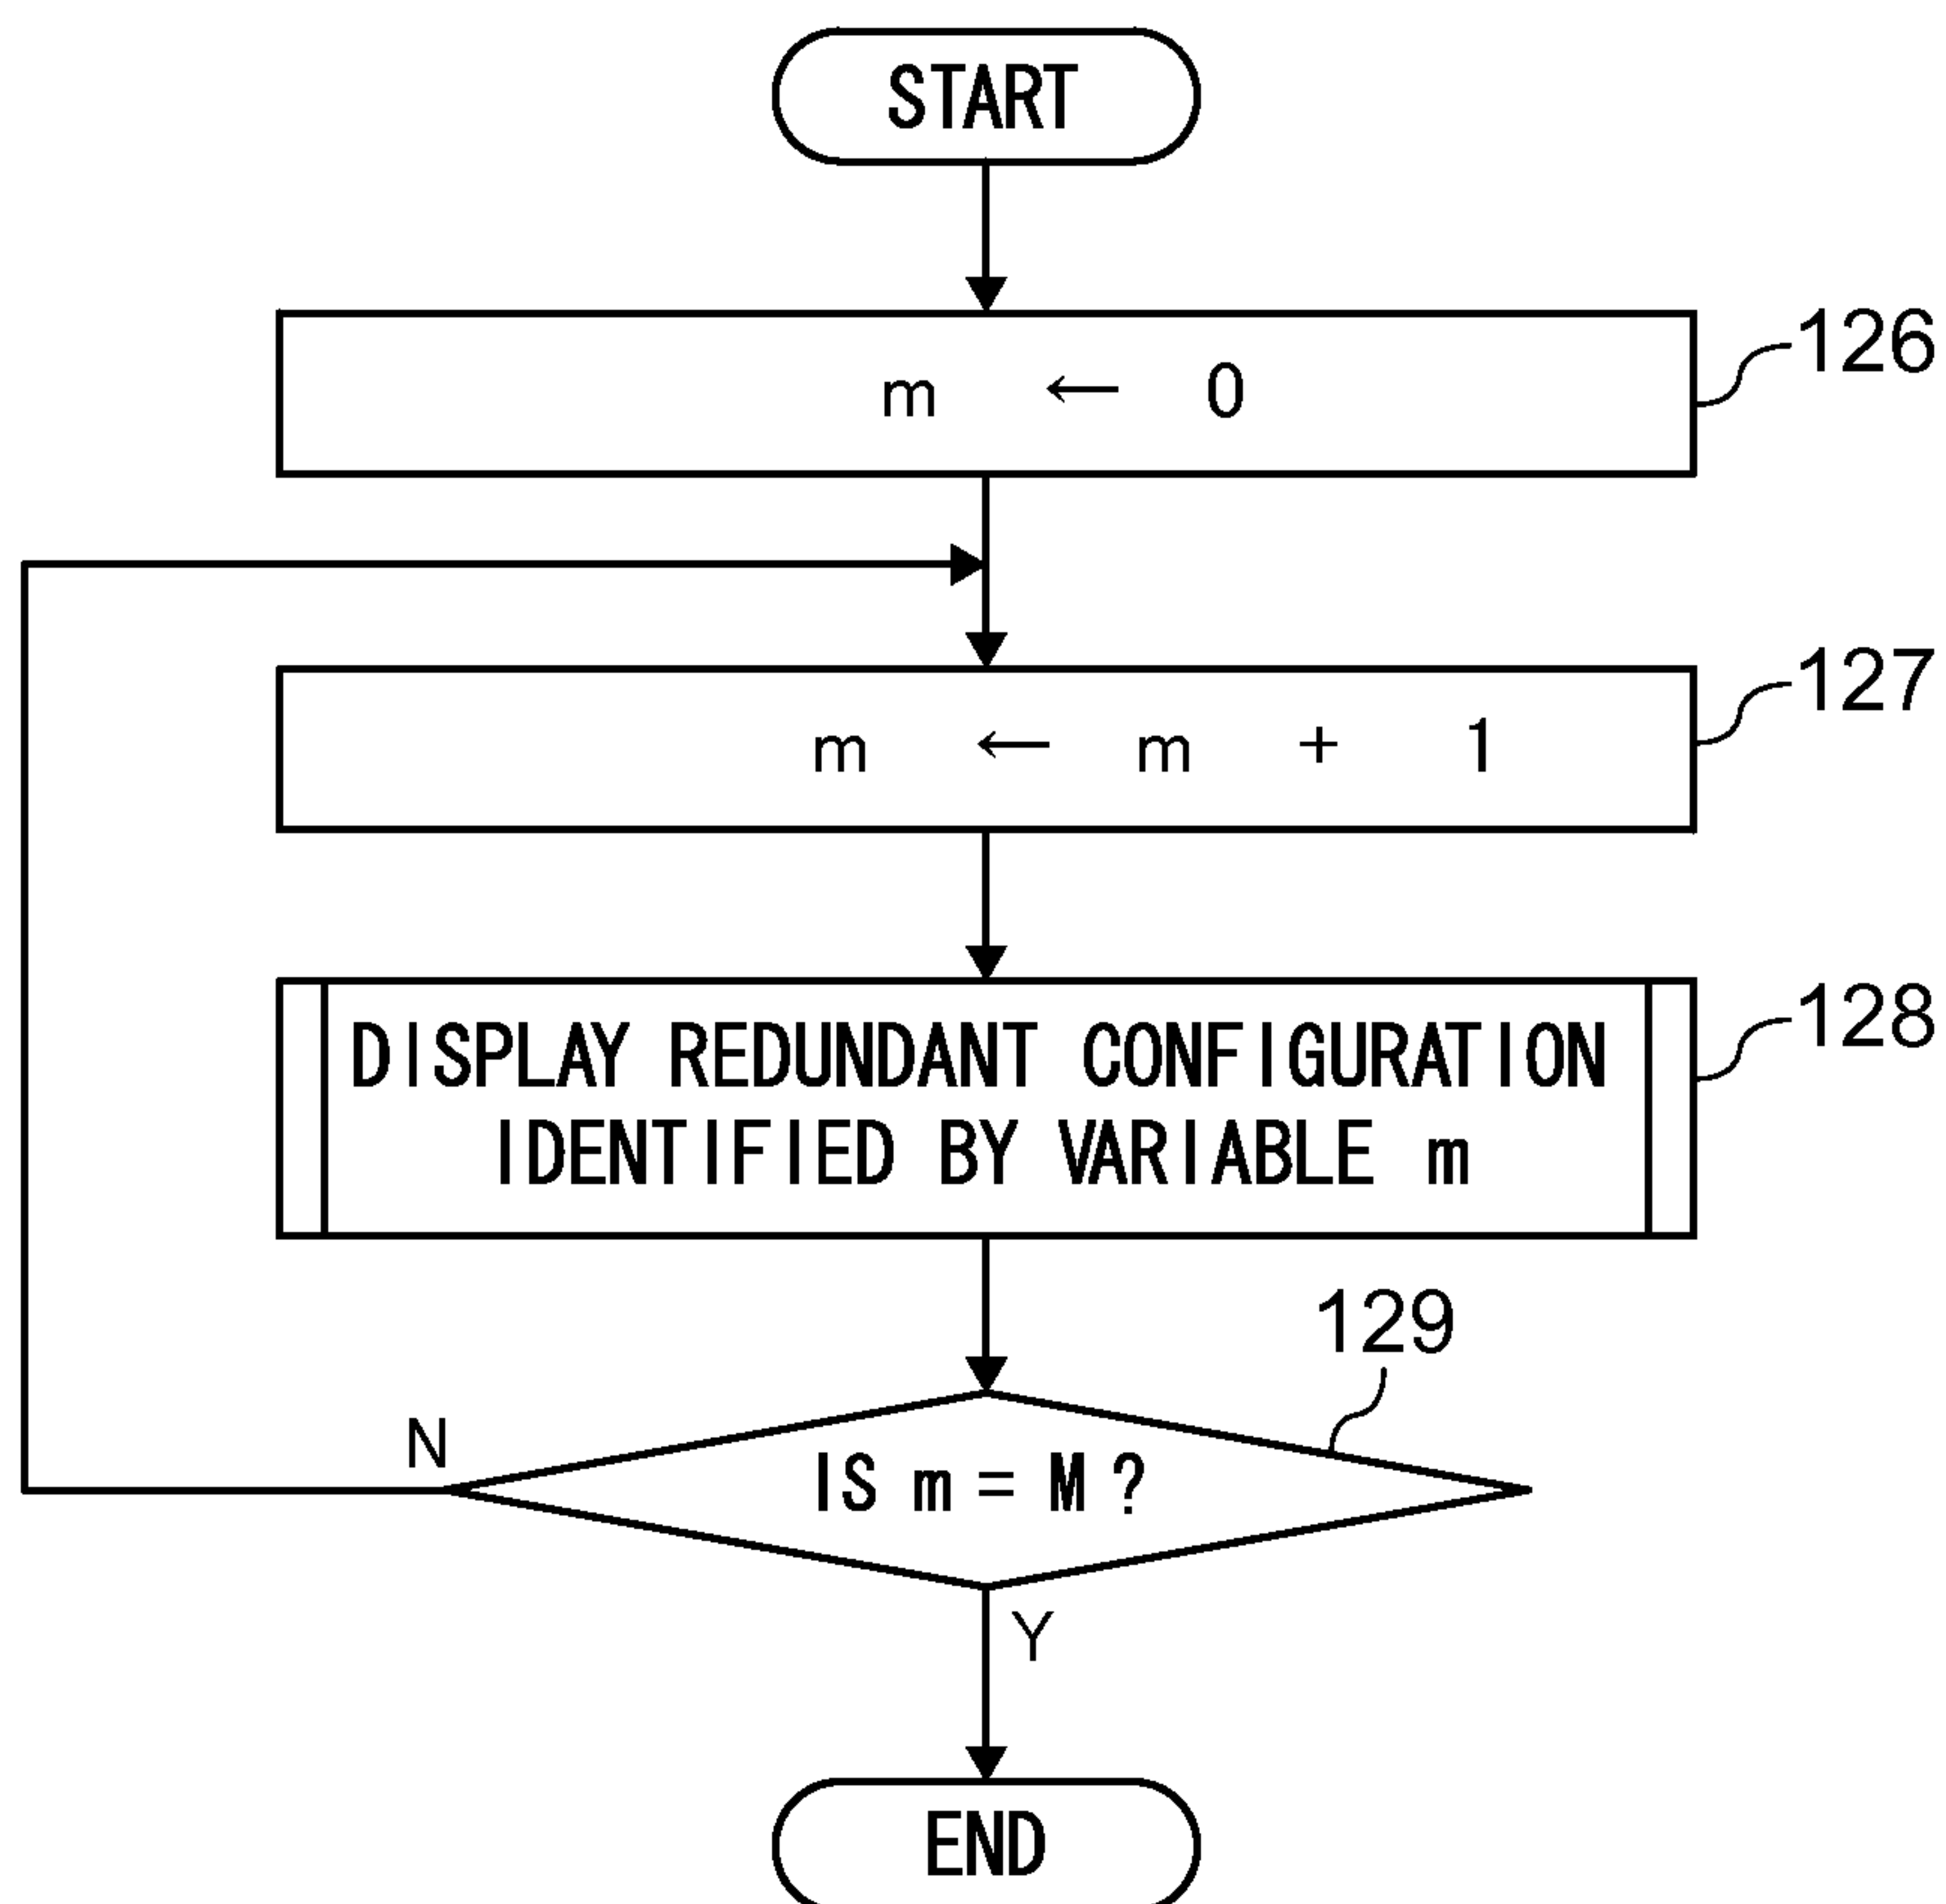 START
m ← 0
126
m ← m + 1
127
DISPLAY REDUNDANT CONFIGURATION
IDENTIFIED BY VARIABLE m
128
129
N
IS m = M ?
Y
END